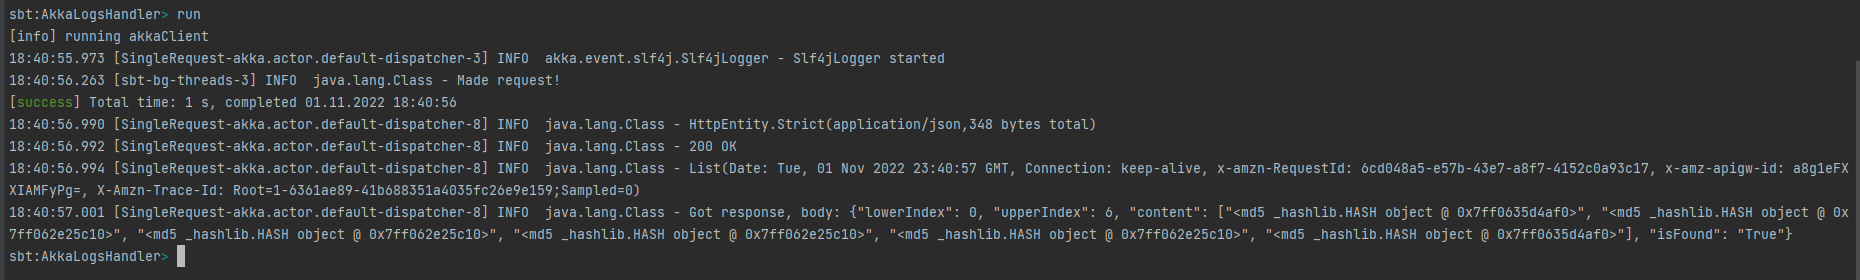 sbt:AkkaLogsHandler> run
[info] running akkaClient
18:40:55.973 [SingleRequest-akka.actor.default-dispatcher-3] INFO  akka.event.slf4j.Slf4jLogger - Slf4jLogger started
18:40:56.263 [sbt-bg-threads-3] INFO  java.lang.Class - Made request!
[success] Total time: 1 s, completed 01.11.2022 18:40:56
18:40:56.990 [SingleRequest-akka.actor.default-dispatcher-8] INFO  java.lang.Class - HttpEntity.Strict(application/json,348 bytes total)
18:40:56.992 [SingleRequest-akka.actor.default-dispatcher-8] INFO  java.lang.Class - 200 OK
18:40:56.994 [SingleRequest-akka.actor.default-dispatcher-8] INFO  java.lang.Class - List(Date: Tue, 01 Nov 2022 23:40:57 GMT, Connection: keep-alive, x-amzn-RequestId: 6cd048a5-e57b-43e7-a8f7-4152c0a93c17, x-amz-apigw-id: a8g1eFX
XIAMFyPg=, X-Amzn-Trace-Id: Root=1-6361ae89-41b688351a4035fc26e9e159;Sampled=0)
18:40:57.001 [SingleRequest-akka.actor.default-dispatcher-8] INFO  java.lang.Class - Got response, body: {"lowerIndex": 0, "upperIndex": 6, "content": ["<md5 _hashlib.HASH object @ 0x7ff0635d4af0>", "<md5 _hashlib.HASH object @ 0x
7ff062e25c10>", "<md5 _hashlib.HASH object @ 0x7ff062e25c10>", "<md5 _hashlib.HASH object @ 0x7ff062e25c10>", "<md5 _hashlib.HASH object @ 0x7ff062e25c10>", "<md5 _hashlib.HASH object @ 0x7ff0635d4af0>"], "isFound": "True"}
sbt:AkkaLogsHandler>